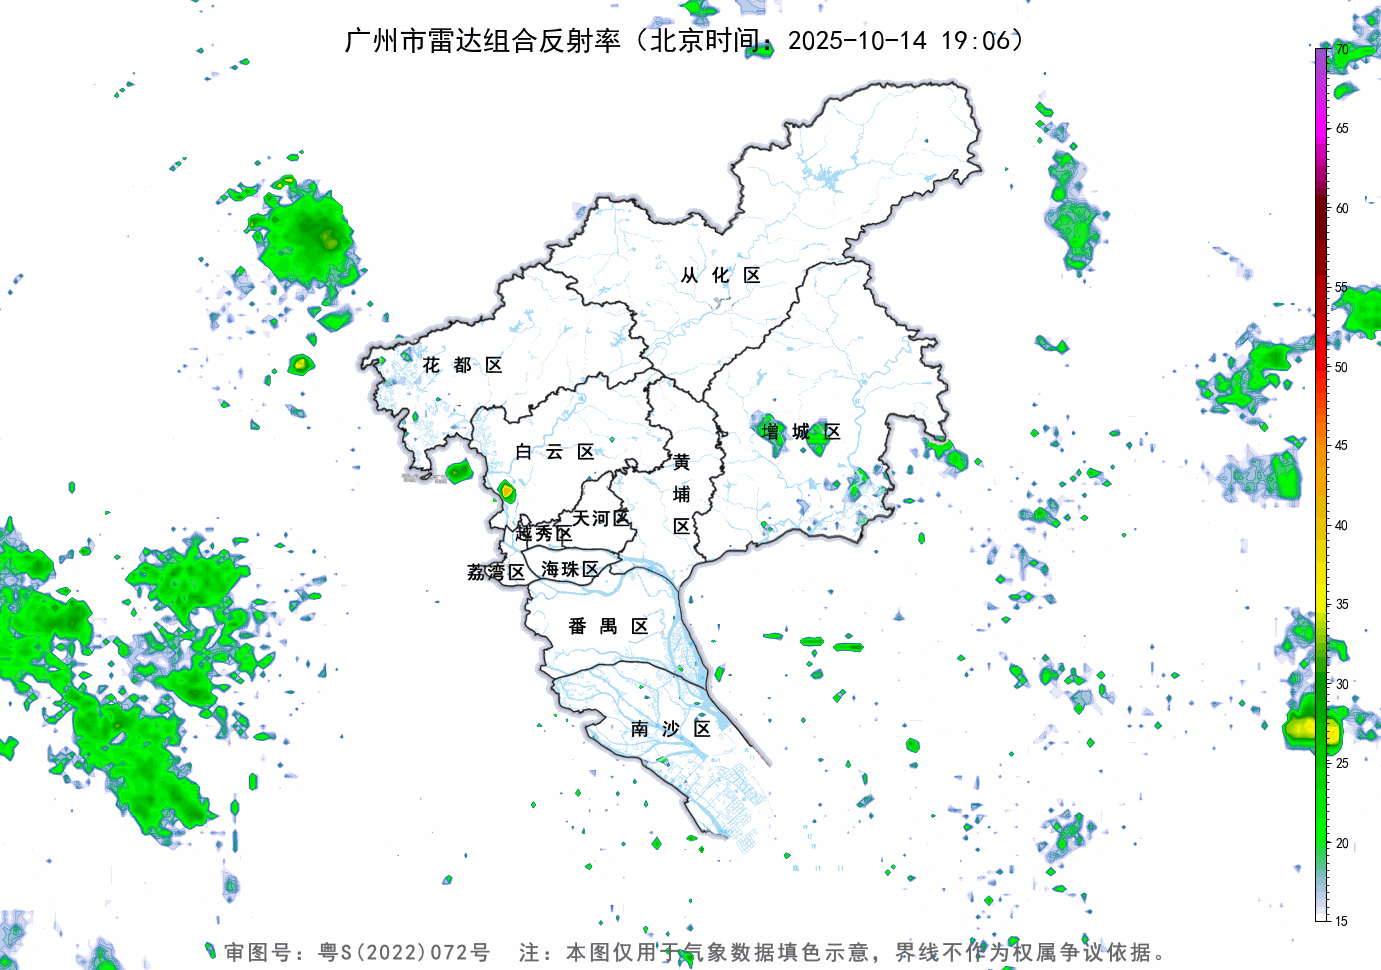 广州市雷达组合反射率（北京时间：2025-10-14 19:06）
70
65
60
55
50
45
40
35
30
25
20
15
从化区
花都区
增城区
白云区
黄埔区
天河区
越秀区
荔湾区
海珠区
番禺区
南沙区
审图号：粤S(2022)072号 注：本图仅用于气象数据填色示意，界线不作为权属争议依据。